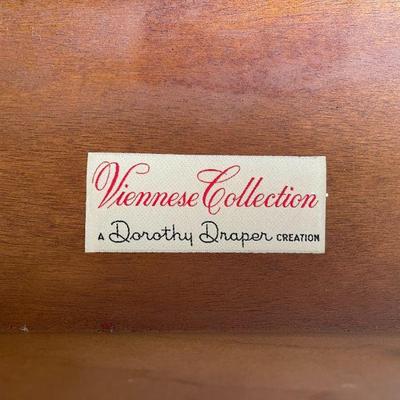 Viennese Collection
A Dorothy Draper CREATION